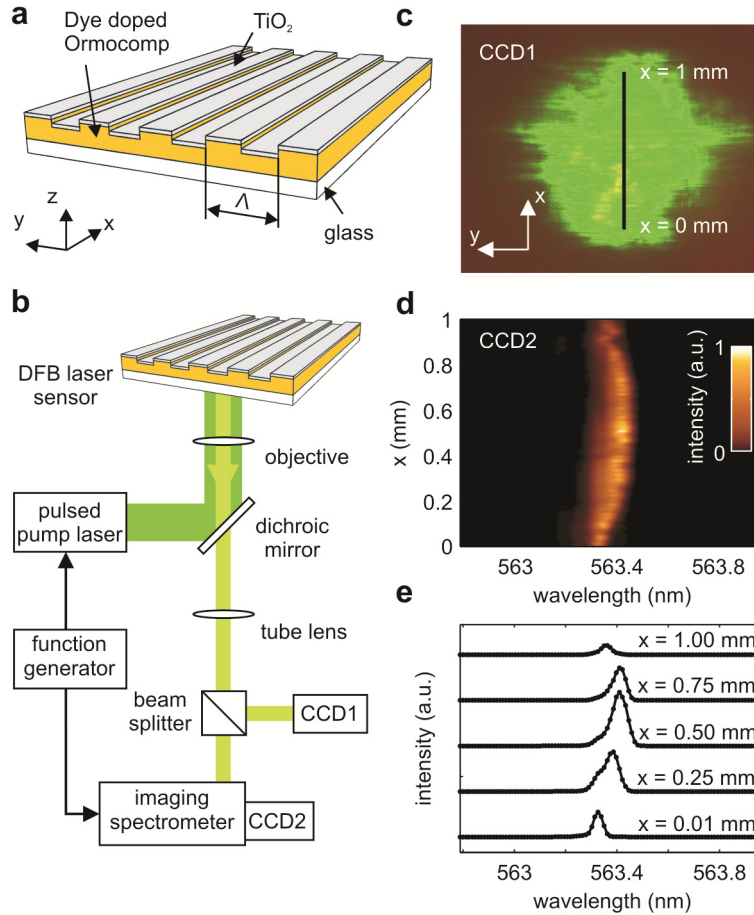 a
Dye doped
Ormocomp
TiO₂
Λ
z
y
x
glass
b
DFB laser
sensor
objective
pulsed
pump laser
dichroic
mirror
function
generator
tube lens
beam
splitter
CCD1
imaging
spectrometer
CCD2
c
CCD1
x = 1 mm
x = 0 mm
x
y
d
CCD2
1
0.8
0.6
0.4
0.2
0
x (mm)
1
0
intensity (a.u.)
563
563.4
563.8
wavelength (nm)
e
x = 1.00 mm
x = 0.75 mm
x = 0.50 mm
x = 0.25 mm
x = 0.01 mm
intensity (a.u.)
563
563.4
563.8
wavelength (nm)